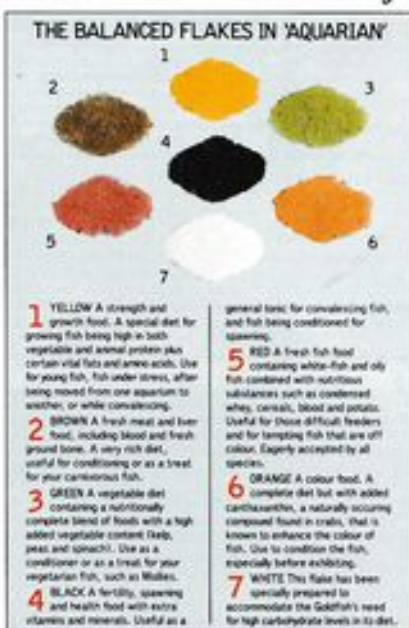 THE BALANCED FLAKES IN 'AQUARIAN'
1
2
3
4
5
6
7
1 YELLOW A strength and
growth food. A special diet for
growing fish being high in both
vegetable and animal protein plus
certain vital fats and amino acids. Use
for young fish, fish under stress, after
being moved from one aquarium to
another, or while convalescing.
2 BROWN A fresh meat and liver
food, including blood and fresh
ground bone. A very rich diet,
useful for conditioning or as a treat
for your carnivorous fish.
3 GREEN A vegetable diet
containing a nutritionally
complete blend of foods with a high
added vegetable content (kelp,
peas and spinach). Use as a
conditioner or as a treat for your
vegetarian fish, such as Mollies.
4 BLACK A fertility, spawning
and health food with extra
vitamins and minerals. Useful as a
general tonic for convalescing fish,
and fish being conditioned for
spawning.
5 RED A fresh fish food
containing white-fish and oily
fish combined with nutritious
substances such as condensed
whey, cereals, blood and potato.
Useful for those difficult feeders
and for tempting fish that are off
colour. Eagerly accepted by all
species.
6 ORANGE A colour food. A
complete diet but with added
canthaxanthin, a naturally occuring
compound found in crabs, that is
known to enhance the colour of
fish. Use to condition the fish,
especially before exhibiting.
7 WHITE This flake has been
specially prepared to
accommodate the Goldfish's need
for high carbohydrate levels in its diet.